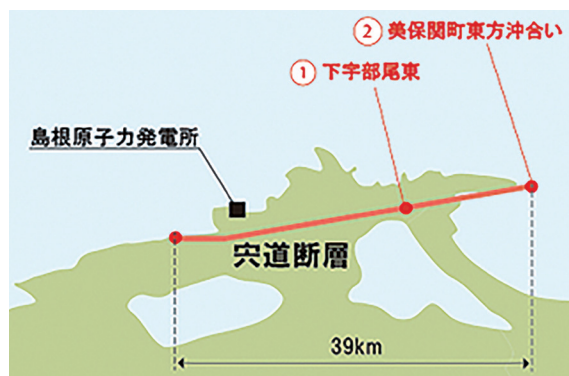 ② 美保関町東方沖合い
① 下宇部尾東
島根原子力発電所
宍道断層
39km